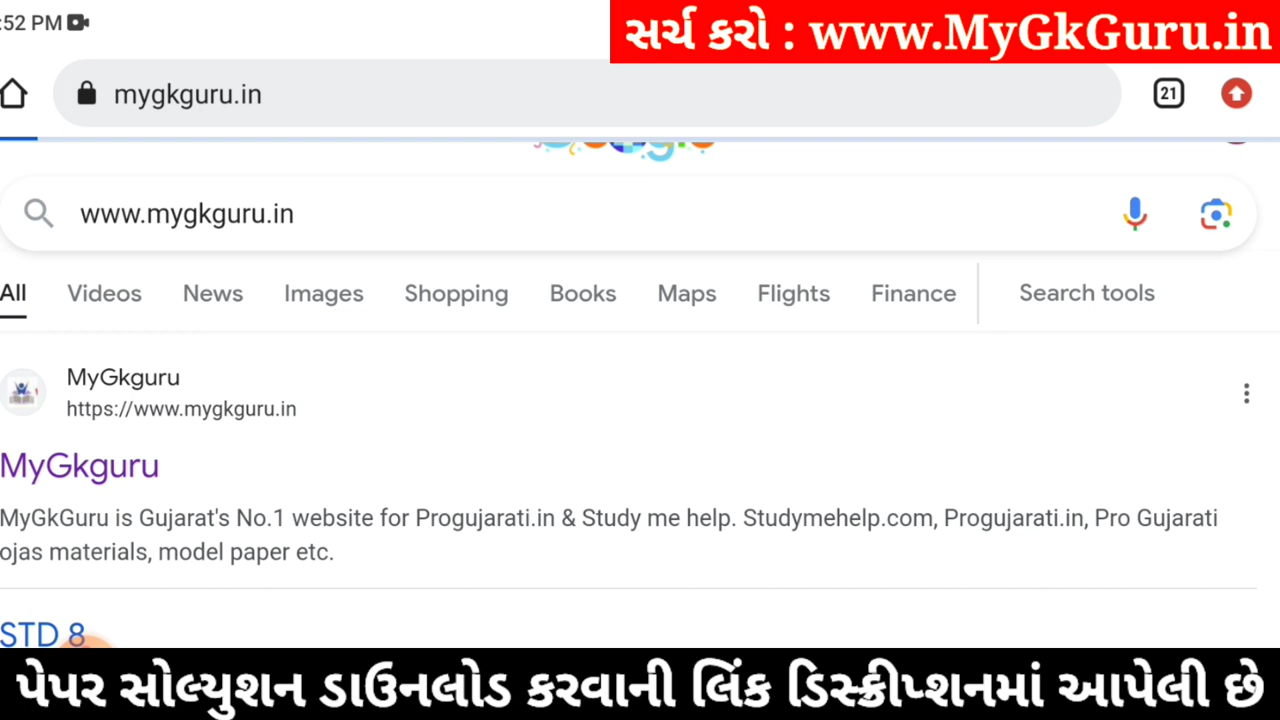 :52 PM
સર્ચ કરો : www.MyGkGuru.in
mygkguru.in
21
www.mygkguru.in
All Videos News Images Shopping Books Maps Flights Finance Search tools
MyGkguru
https://www.mygkguru.in
MyGkguru
MyGkGuru is Gujarat's No.1 website for Progujarati.in & Study me help. Studymehelp.com, Progujarati.in, Pro Gujarati
ojas materials, model paper etc.
STD 8
પેપર સોલ્યુશન ડાઉનલોડ કરવાની લિંક ડિસ્ક્રીપ્શનમાં આપેલી છે